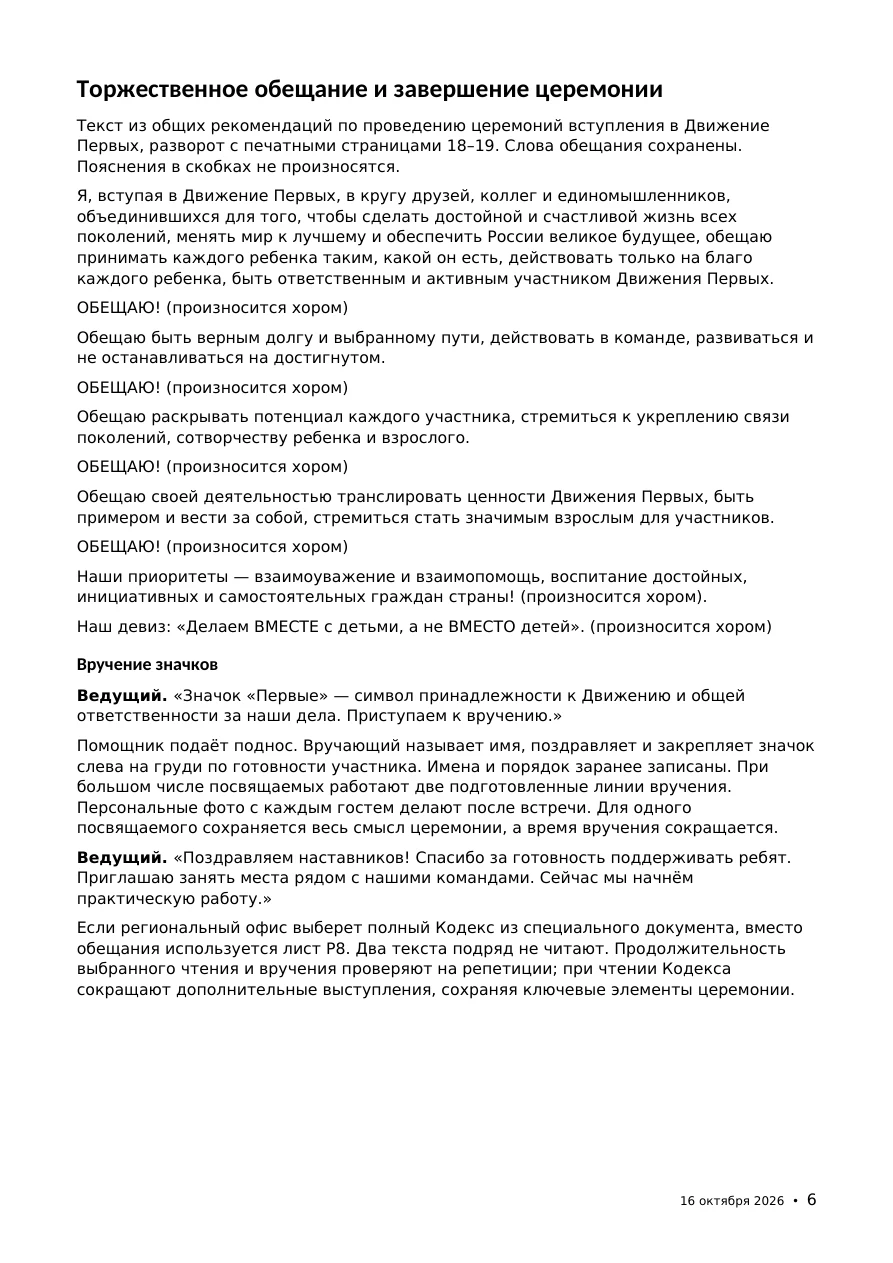 Торжественное обещание и завершение церемонии
Текст из общих рекомендаций по проведению церемоний вступления в Движение
Первых, разворот с печатными страницами 18–19. Слова обещания сохранены.
Пояснения в скобках не произносятся.
Я, вступая в Движение Первых, в кругу друзей, коллег и единомышленников,
объединившихся для того, чтобы сделать достойной и счастливой жизнь всех
поколений, менять мир к лучшему и обеспечить России великое будущее, обещаю
принимать каждого ребенка таким, какой он есть, действовать только на благо
каждого ребенка, быть ответственным и активным участником Движения Первых.
ОБЕЩАЮ! (произносится хором)
Обещаю быть верным долгу и выбранному пути, действовать в команде, развиваться и
не останавливаться на достигнутом.
ОБЕЩАЮ! (произносится хором)
Обещаю раскрывать потенциал каждого участника, стремиться к укреплению связи
поколений, сотворчеству ребенка и взрослого.
ОБЕЩАЮ! (произносится хором)
Обещаю своей деятельностью транслировать ценности Движения Первых, быть
примером и вести за собой, стремиться стать значимым взрослым для участников.
ОБЕЩАЮ! (произносится хором)
Наши приоритеты — взаимоуважение и взаимопомощь, воспитание достойных,
инициативных и самостоятельных граждан страны! (произносится хором).
Наш девиз: «Делаем ВМЕСТЕ с детьми, а не ВМЕСТО детей». (произносится хором)
Вручение значков
Ведущий. «Значок «Первые» — символ принадлежности к Движению и общей
ответственности за наши дела. Приступаем к вручению.»
Помощник подаёт поднос. Вручающий называет имя, поздравляет и закрепляет значок
слева на груди по готовности участника. Имена и порядок заранее записаны. При
большом числе посвящаемых работают две подготовленные линии вручения.
Персональные фото с каждым гостем делают после встречи. Для одного
посвящаемого сохраняется весь смысл церемонии, а время вручения сокращается.
Ведущий. «Поздравляем наставников! Спасибо за готовность поддерживать ребят.
Приглашаю занять места рядом с нашими командами. Сейчас мы начнём
практическую работу.»
Если региональный офис выберет полный Кодекс из специального документа, вместо
обещания используется лист Р8. Два текста подряд не читают. Продолжительность
выбранного чтения и вручения проверяют на репетиции; при чтении Кодекса
сокращают дополнительные выступления, сохраняя ключевые элементы церемонии.
16 октября 2026 • 6